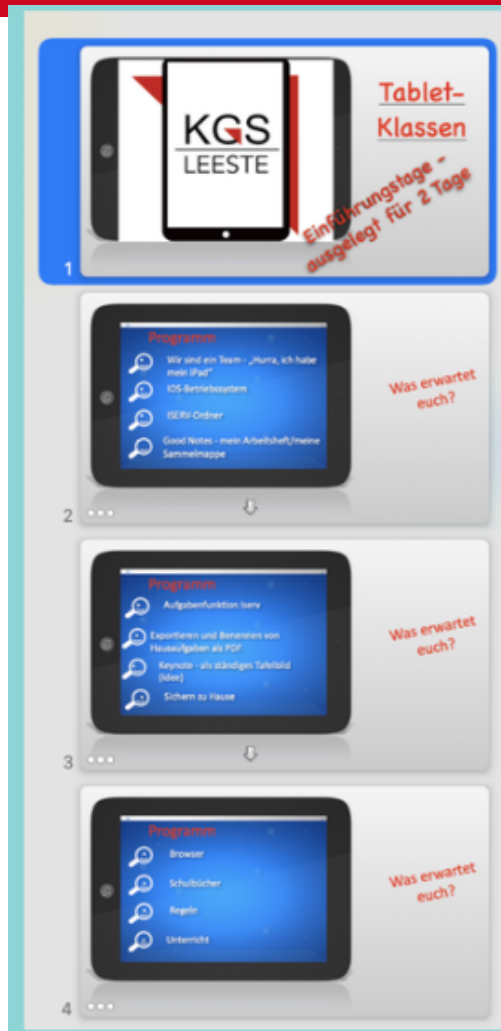 KGS
LEESTE
Tablet-
Klassen
Einführungstage -
ausgelegt für 2 Tage
1
Programm
Wir sind ein Team - „Hurra, ich habe
mein iPad"
IOS-Betriebssystem
ISERV-Ordner
Good Notes - mein Arbeitsheft/meine
Sammelmappe
Was erwartet
euch?
2
Programm
Aufgabenfunktion Iserv
Exportieren und Benennen von
Hausaufgaben als PDF
Keynote - als ständiges Tafelbild
(Idee)
Sichern zu Hause
Was erwartet
euch?
3
Programm
Browser
Schulbücher
Regeln
Unterricht
Was erwartet
euch?
4